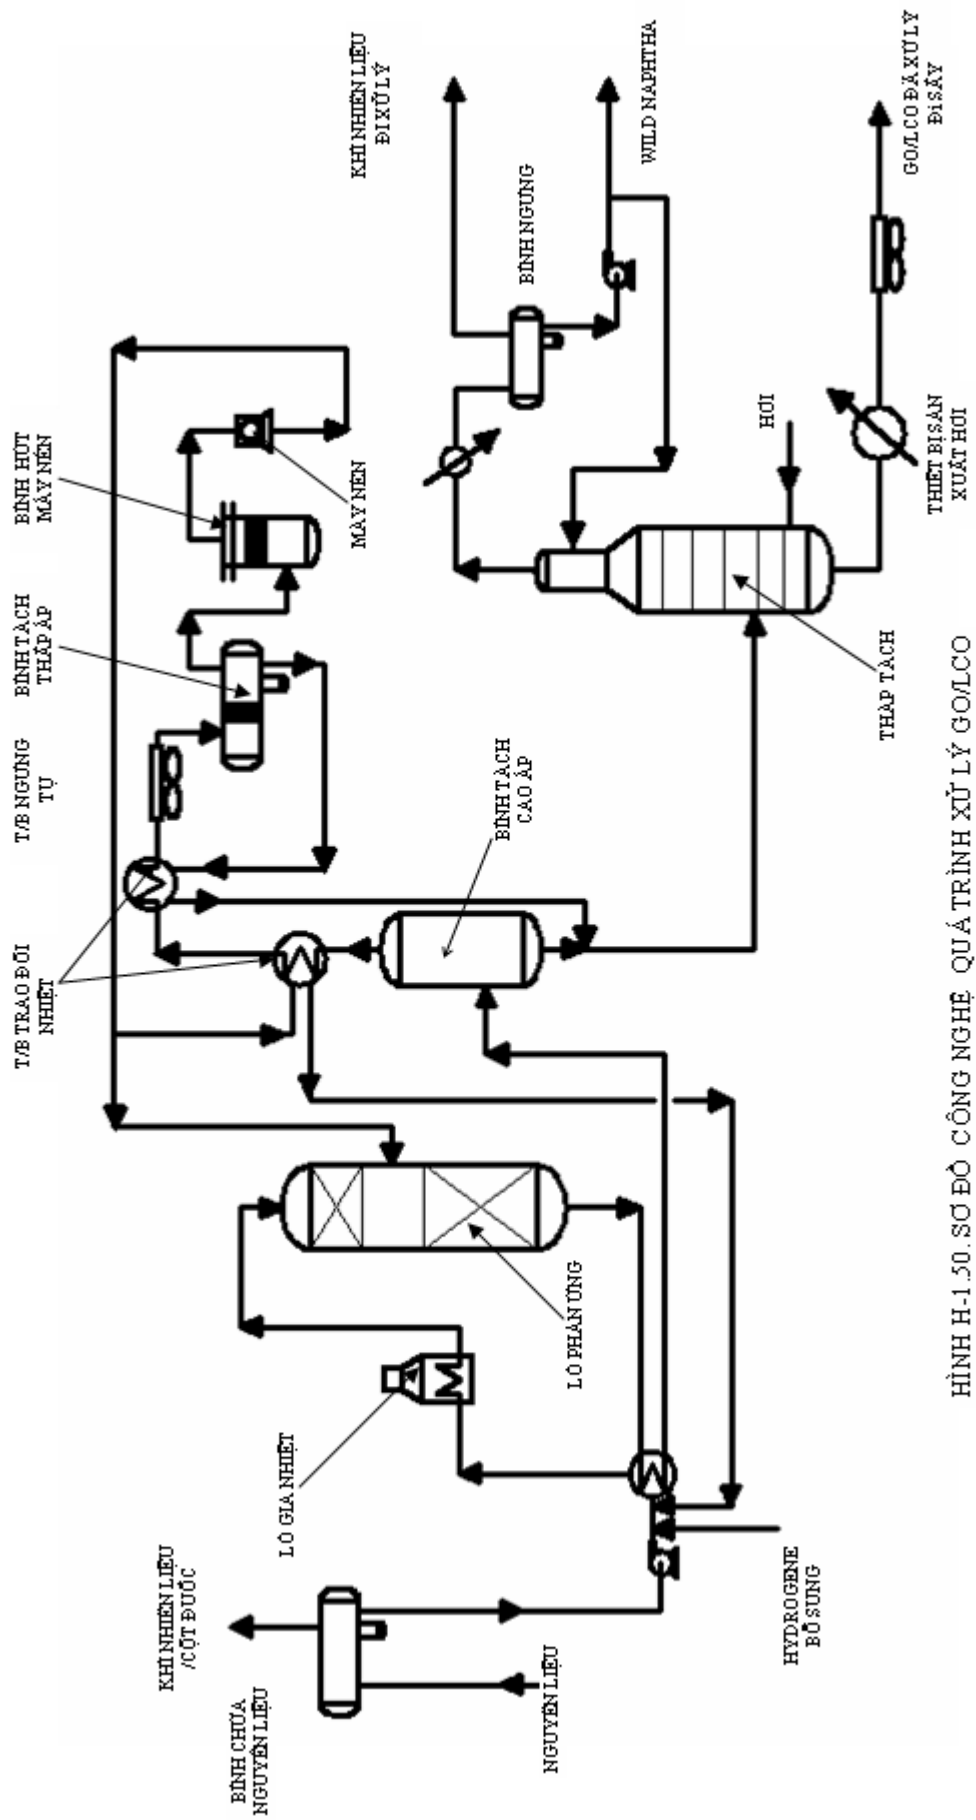 KHÍ NHIÊN LIỆU
/CỘT ĐUỐC
BÌNH CHỨA
NGUYÊN LIỆU
NGUYÊN LIỆU
HYDROGENE
BỔ SUNG
LÒ GIA NHIỆT
LÒ PHẢN ỨNG
T/B TRAO ĐỔI
NHIỆT
T/B NGƯNG
TỤ
BÌNH TÁCH
THẤP ÁP
BÌNH HÚT
MÁY NÉN
MÁY NÉN
BÌNH TÁCH
CAO ÁP
THÁP TÁCH
HƠI
THIẾT BỊ SẢN
XUẤT HƠI
BÌNH NGƯNG
KHÍ NHIÊN LIỆU
ĐI XỬ LÝ
WILD NAPHTHA
GO/LCO ĐÃ XỬ LÝ
ĐI SẤY
HÌNH H-1.50. SƠ ĐỒ CÔNG NGHỆ QUÁ TRÌNH XỬ LÝ GO/LCO